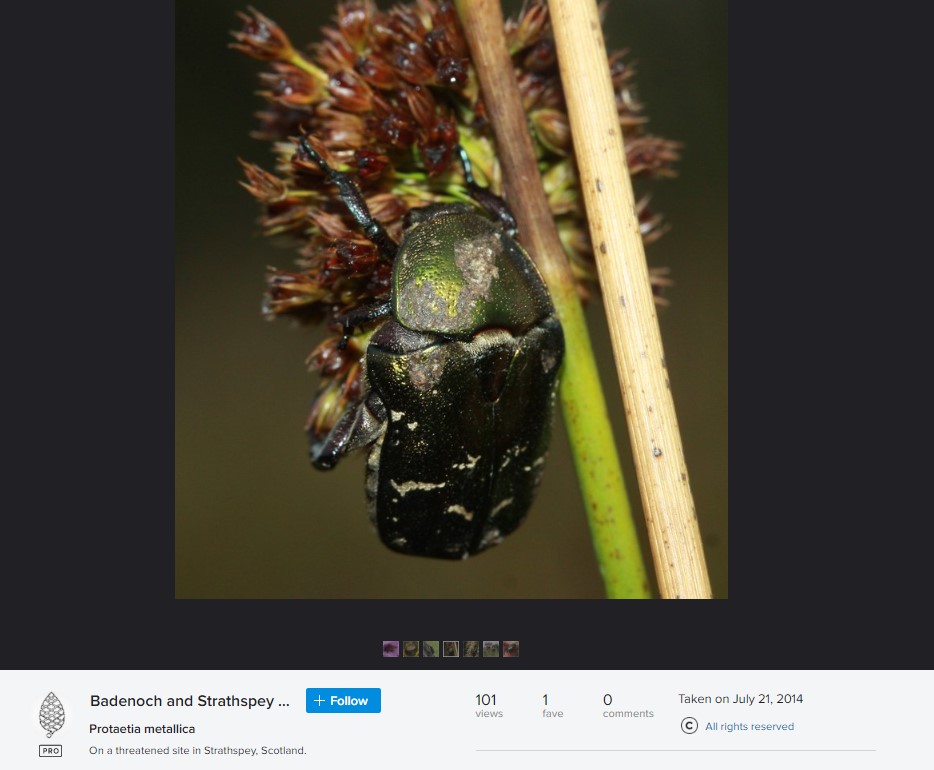 Badenoch and Strathspey ...
+ Follow
Protaetia metallica
PRO
On a threatened site in Strathspey, Scotland.
101
views
1
fave
0
comments
Taken on July 21, 2014
C All rights reserved